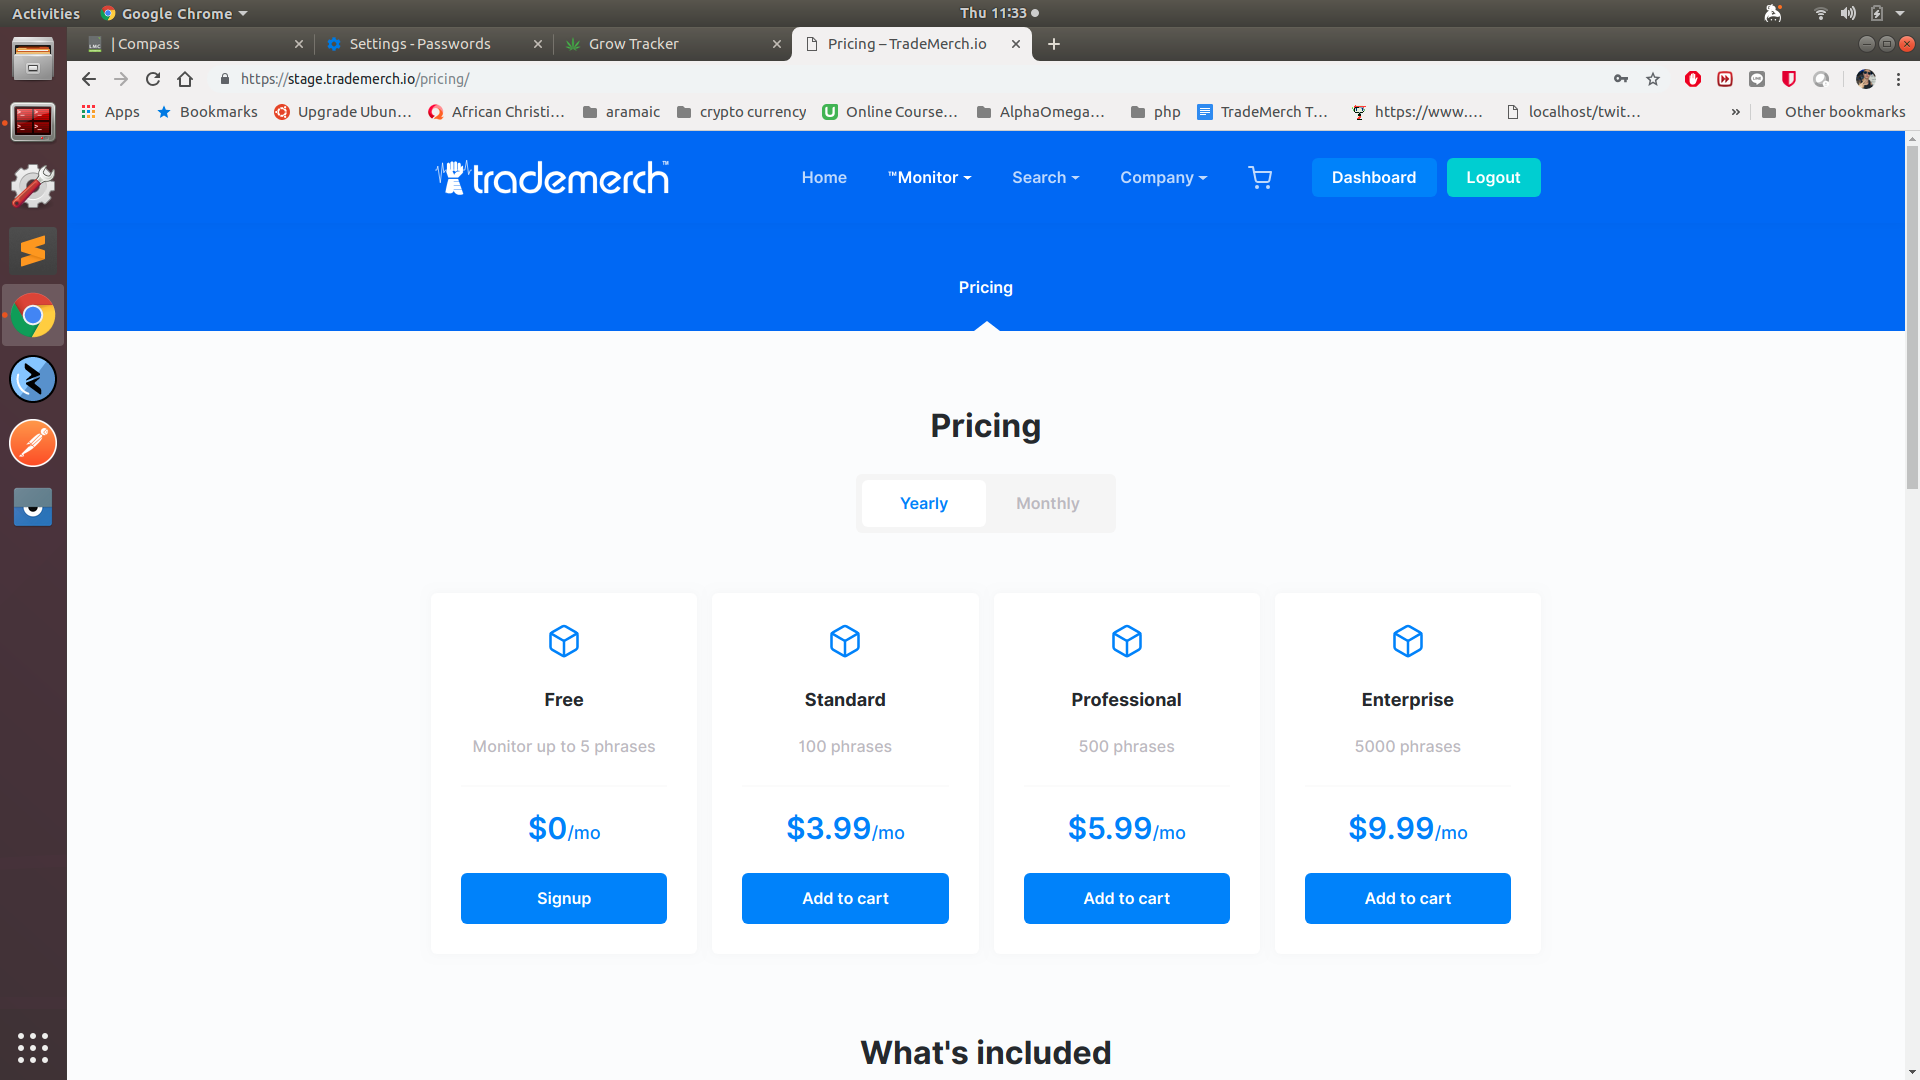 Activities
Google Chrome
Thu 11:33
| Compass
Settings - Passwords
Grow Tracker
Pricing – TradeMerch.io
https://stage.trademerch.io/pricing/
Apps
Bookmarks
Upgrade Ubun...
African Christi...
aramaic
crypto currency
Online Course...
AlphaOmega...
php
TradeMerch T...
https://www....
localhost/twit...
»
Other bookmarks
trademerch™
Home
™Monitor
Search
Company
Dashboard
Logout
Pricing
Pricing
Yearly
Monthly
Free
Monitor up to 5 phrases
$0/mo
Signup
Standard
100 phrases
$3.99/mo
Add to cart
Professional
500 phrases
$5.99/mo
Add to cart
Enterprise
5000 phrases
$9.99/mo
Add to cart
What's included